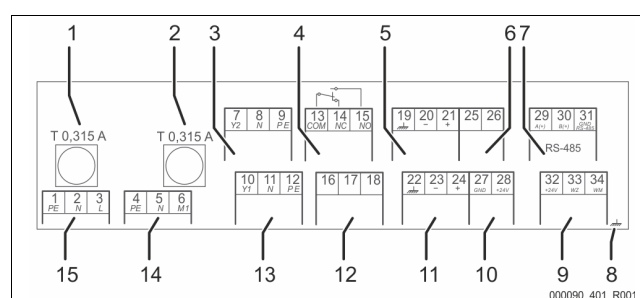 1 2 3 4 5 6 7
7 8 9 13 14 15 19 20 21 25 26 29 30 31
Y2 N PE COM NC NO − + A(+) B(+) GND RS-485
T 0,315 A T 0,315 A RS-485
10 11 12 16 17 18 22 23 24 27 28 32 33 34
Y1 N PE − + GND +24V +24V WZ WM
1 2 3 4 5 6
PE N L PE N M1
15 14 13 12 11 10 9 8
000090_401_R001